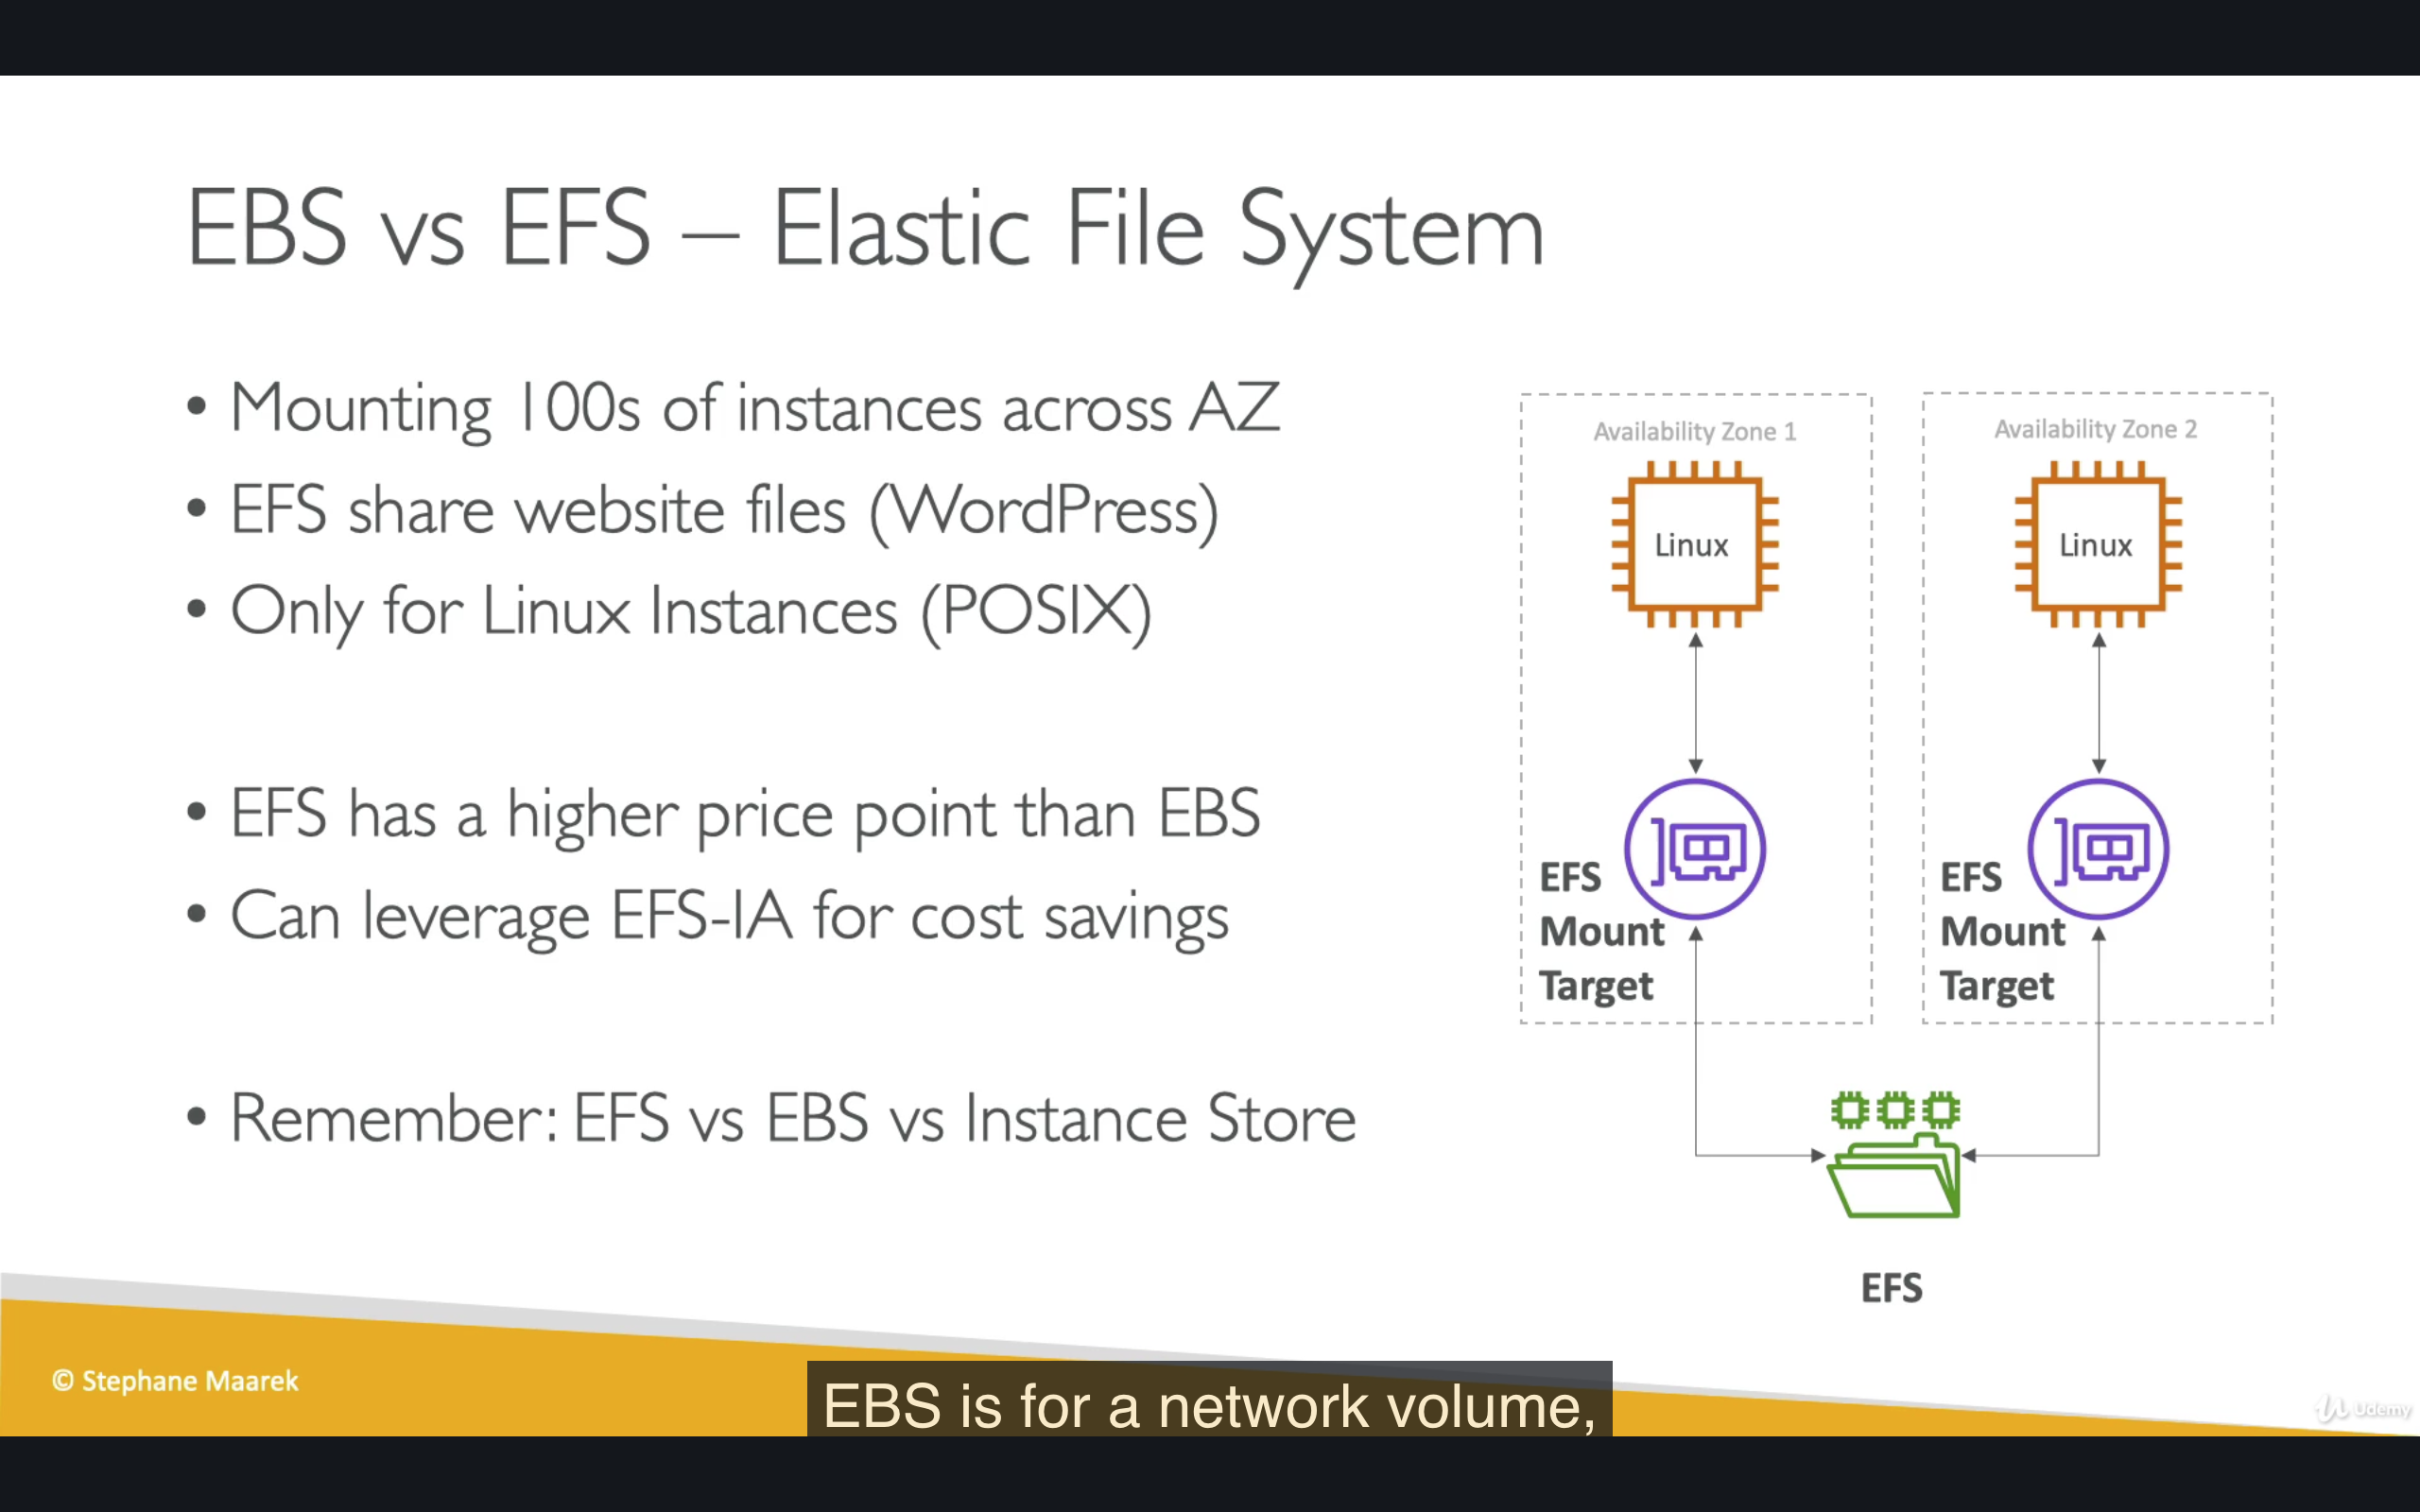 EBS vs EFS – Elastic File System
• Mounting 100s of instances across AZ
• EFS share website files (WordPress)
• Only for Linux Instances (POSIX)
• EFS has a higher price point than EBS
• Can leverage EFS-IA for cost savings
• Remember: EFS vs EBS vs Instance Store
Availability Zone 1
Linux
EFS
Mount
Target
Availability Zone 2
Linux
EFS
Mount
Target
EFS
© Stephane Maarek
EBS is for a network volume,
Udemy